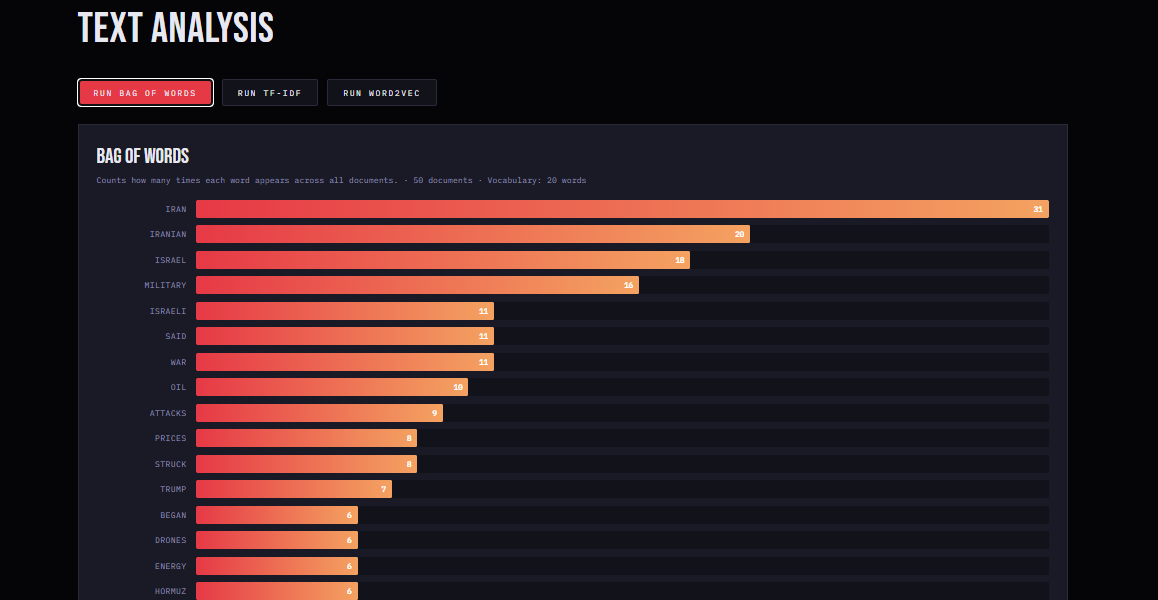 TEXT ANALYSIS
RUN BAG OF WORDS RUN TF-IDF RUN WORD2VEC
BAG OF WORDS
Counts how many times each word appears across all documents. · 50 documents · Vocabulary: 20 words
IRAN 31
IRANIAN 20
ISRAEL 18
MILITARY 16
ISRAELI 11
SAID 11
WAR 11
OIL 10
ATTACKS 9
PRICES 8
STRUCK 8
TRUMP 7
BEGAN 6
DRONES 6
ENERGY 6
HORMUZ 6